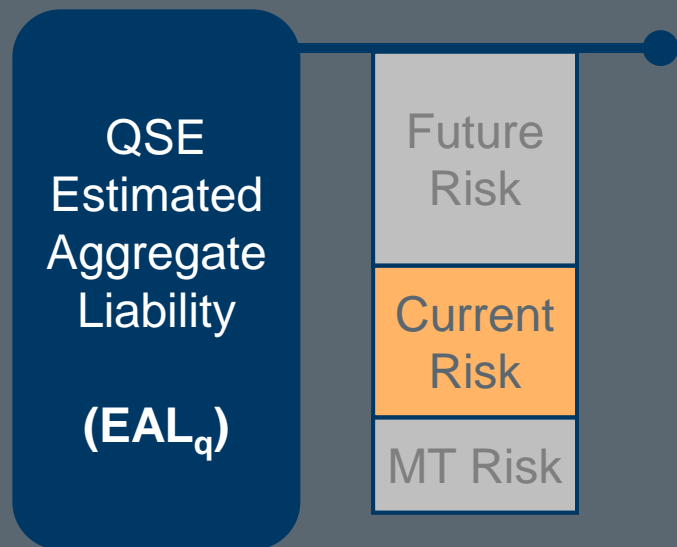 QSE
Estimated
Aggregate
Liability
(EALq)
Future
Risk
Current
Risk
MT Risk